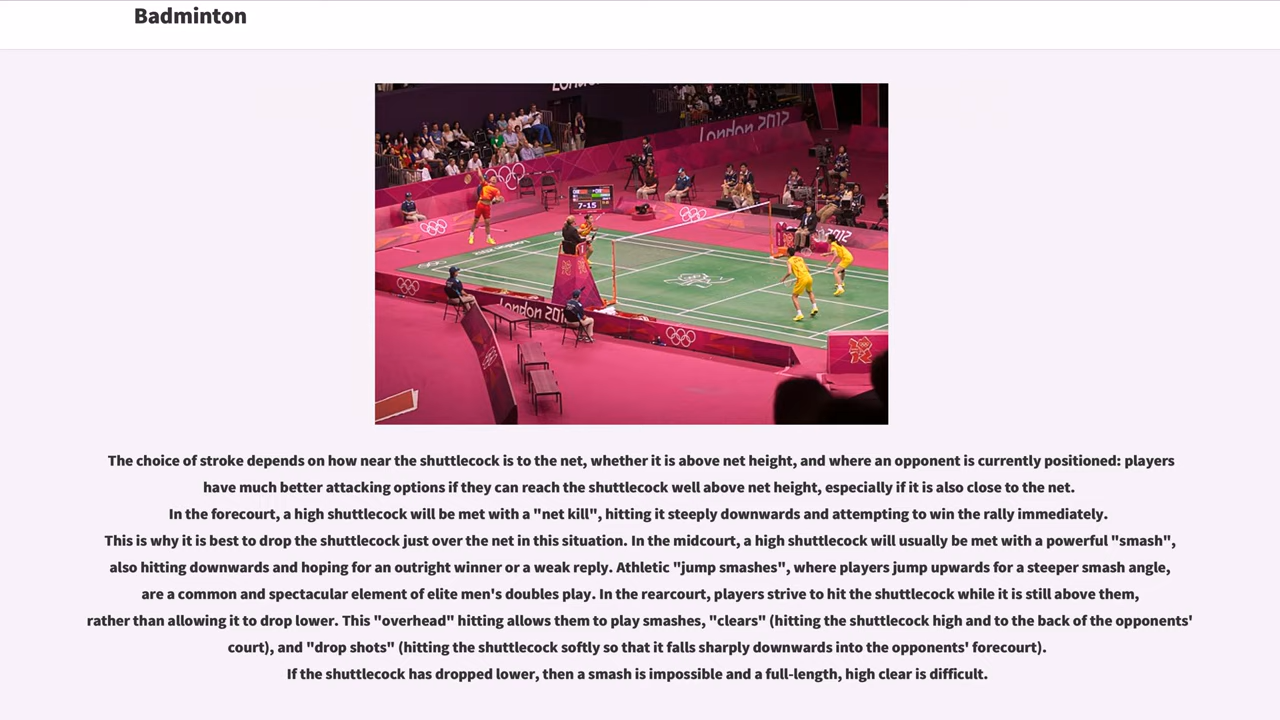 Badminton
London
London 2012
7-15
London 2012
2012
London 201
The choice of stroke depends on how near the shuttlecock is to the net, whether it is above net height, and where an opponent is currently positioned: players
have much better attacking options if they can reach the shuttlecock well above net height, especially if it is also close to the net.
In the forecourt, a high shuttlecock will be met with a "net kill", hitting it steeply downwards and attempting to win the rally immediately.
This is why it is best to drop the shuttlecock just over the net in this situation. In the midcourt, a high shuttlecock will usually be met with a powerful "smash",
also hitting downwards and hoping for an outright winner or a weak reply. Athletic "jump smashes", where players jump upwards for a steeper smash angle,
are a common and spectacular element of elite men's doubles play. In the rearcourt, players strive to hit the shuttlecock while it is still above them,
rather than allowing it to drop lower. This "overhead" hitting allows them to play smashes, "clears" (hitting the shuttlecock high and to the back of the opponents'
court), and "drop shots" (hitting the shuttlecock softly so that it falls sharply downwards into the opponents' forecourt).
If the shuttlecock has dropped lower, then a smash is impossible and a full-length, high clear is difficult.